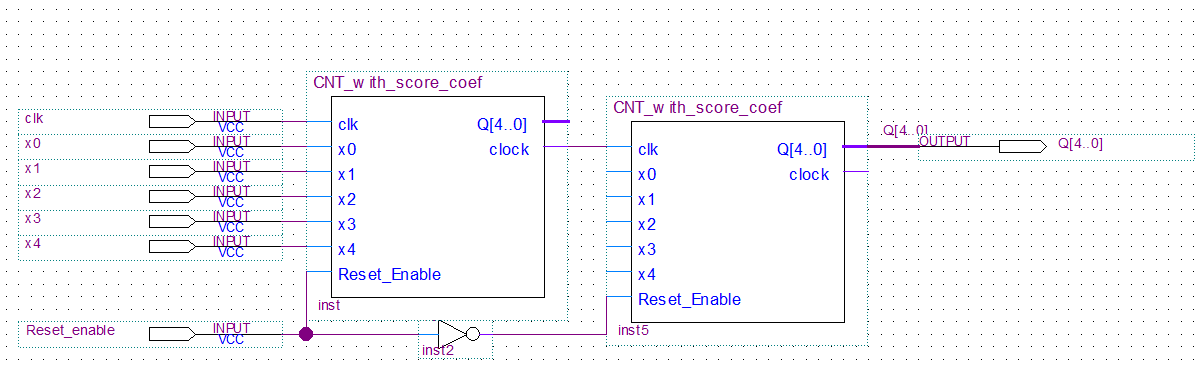 CNT_w ith_score_coef
clk
INPUT
VCC
x0
INPUT
VCC
x1
INPUT
VCC
x2
INPUT
VCC
x3
INPUT
VCC
x4
INPUT
VCC
clk
Q[4..0]
x0
clock
x1
x2
x3
x4
Reset_Enable
inst
CNT_w ith_score_coef
clk
Q[4..0]
x0
clock
x1
x2
x3
x4
Reset_Enable
inst5
Q[4..0]
OUTPUT
Q[4..0]
Reset_enable
INPUT
VCC
inst2